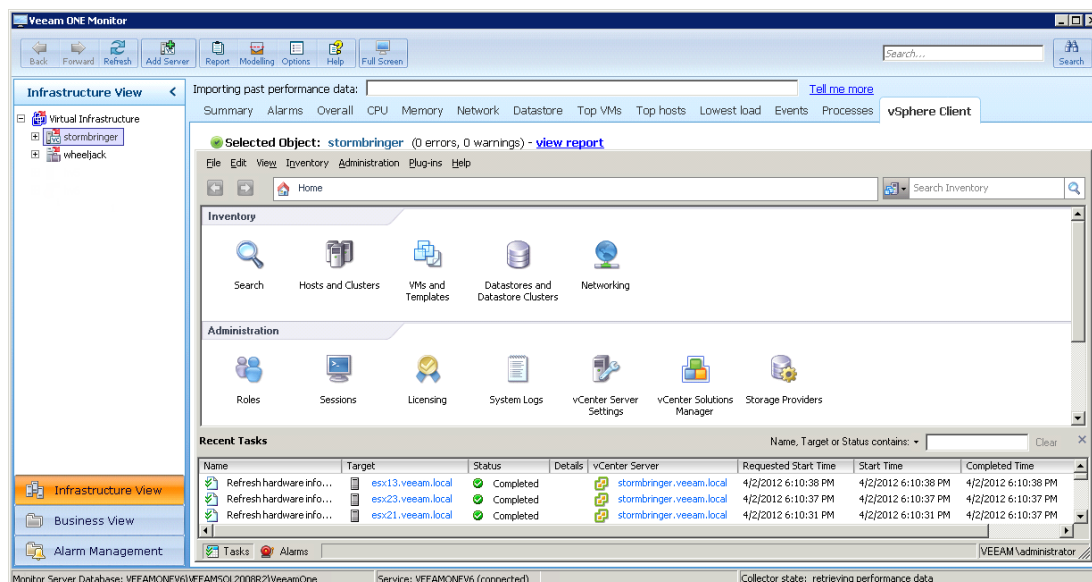 Veeam ONE Monitor
Back Forward Refresh Add Server Report Modelling Options Help Full Screen Search... Search
Infrastructure View <
Importing past performance data: Tell me more
Summary Alarms Overall CPU Memory Network Datastore Top VMs Top hosts Lowest load Events Processes vSphere Client
Virtual Infrastructure
stormbringer
wheeljack
Selected Object: stormbringer (0 errors, 0 warnings) - view report
File Edit View Inventory Administration Plug-ins Help
Home Search Inventory
Inventory
Search Hosts and Clusters VMs and Templates Datastores and Datastore Clusters Networking
Administration
Roles Sessions Licensing System Logs vCenter Server Settings vCenter Solutions Manager Storage Providers
Recent Tasks Name, Target or Status contains: Clear
Name Target Status Details vCenter Server Requested Start Time Start Time Completed Time
Refresh hardware info... esx13.veeam.local Completed stormbringer.veeam.local 4/2/2012 6:10:38 PM 4/2/2012 6:10:38 PM 4/2/2012 6:10:38 PM
Refresh hardware info... esx23.veeam.local Completed stormbringer.veeam.local 4/2/2012 6:10:37 PM 4/2/2012 6:10:37 PM 4/2/2012 6:10:37 PM
Refresh hardware info... esx21.veeam.local Completed stormbringer.veeam.local 4/2/2012 6:10:31 PM 4/2/2012 6:10:31 PM 4/2/2012 6:10:37 PM
Infrastructure View
Business View
Alarm Management
Tasks Alarms VEEAM\administrator
Monitor Server Database: VEEAMONEV6\VEEAMSQL2008R2\VeeamOne Service: VEEAMONEV6 (connected) Collector state: retrieving performance data